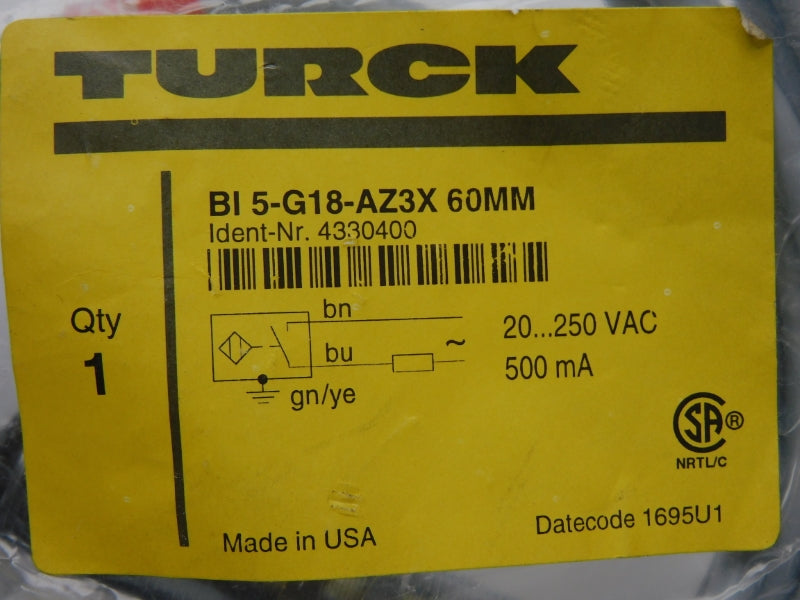 TURCK
BI 5-G18-AZ3X 60MM
Ident-Nr. 4330400
Qty
1
bn
bu
gn/ye
~
20...250 VAC
500 mA
SA®
NRTL/C
Made in USA
Datecode 1695U1